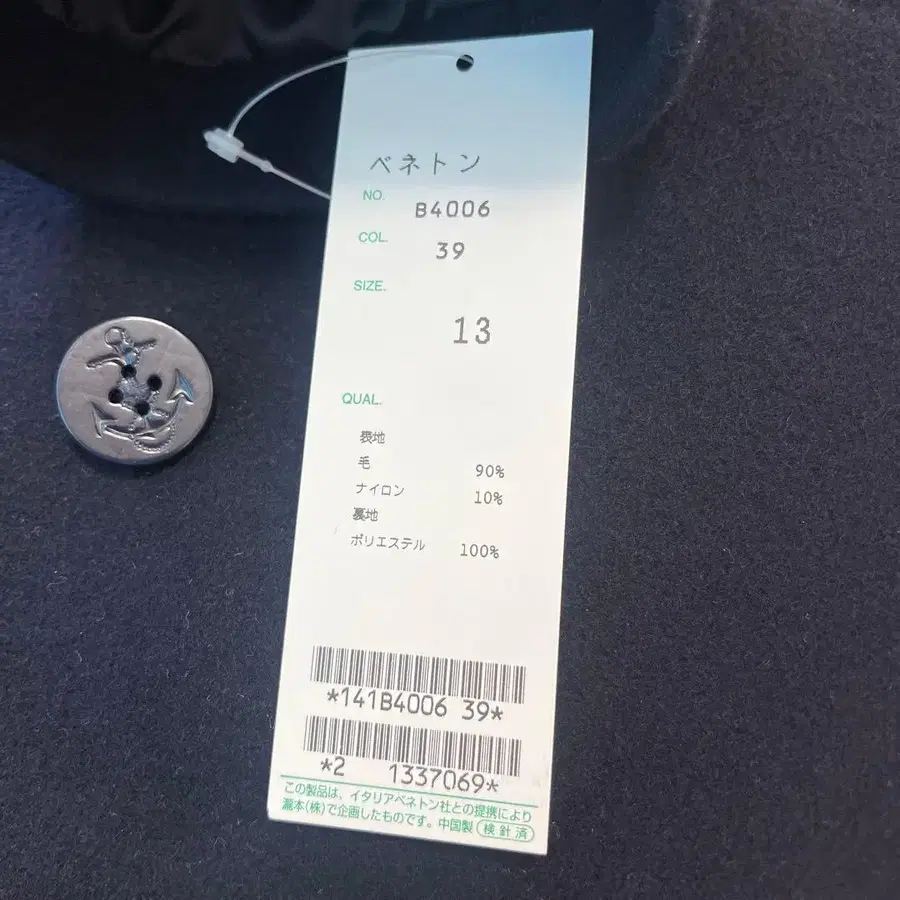 ベネトン
NO. B4006
COL. 39
SIZE.
13
QUAL.
表地
毛 90%
ナイロン 10%
裏地
ポリエステル 100%
*141B4006 39*
*2 1337069*
この製品は、イタリアベネトン社との提携により
瀧本(株)で企画したものです。中国製 検針済